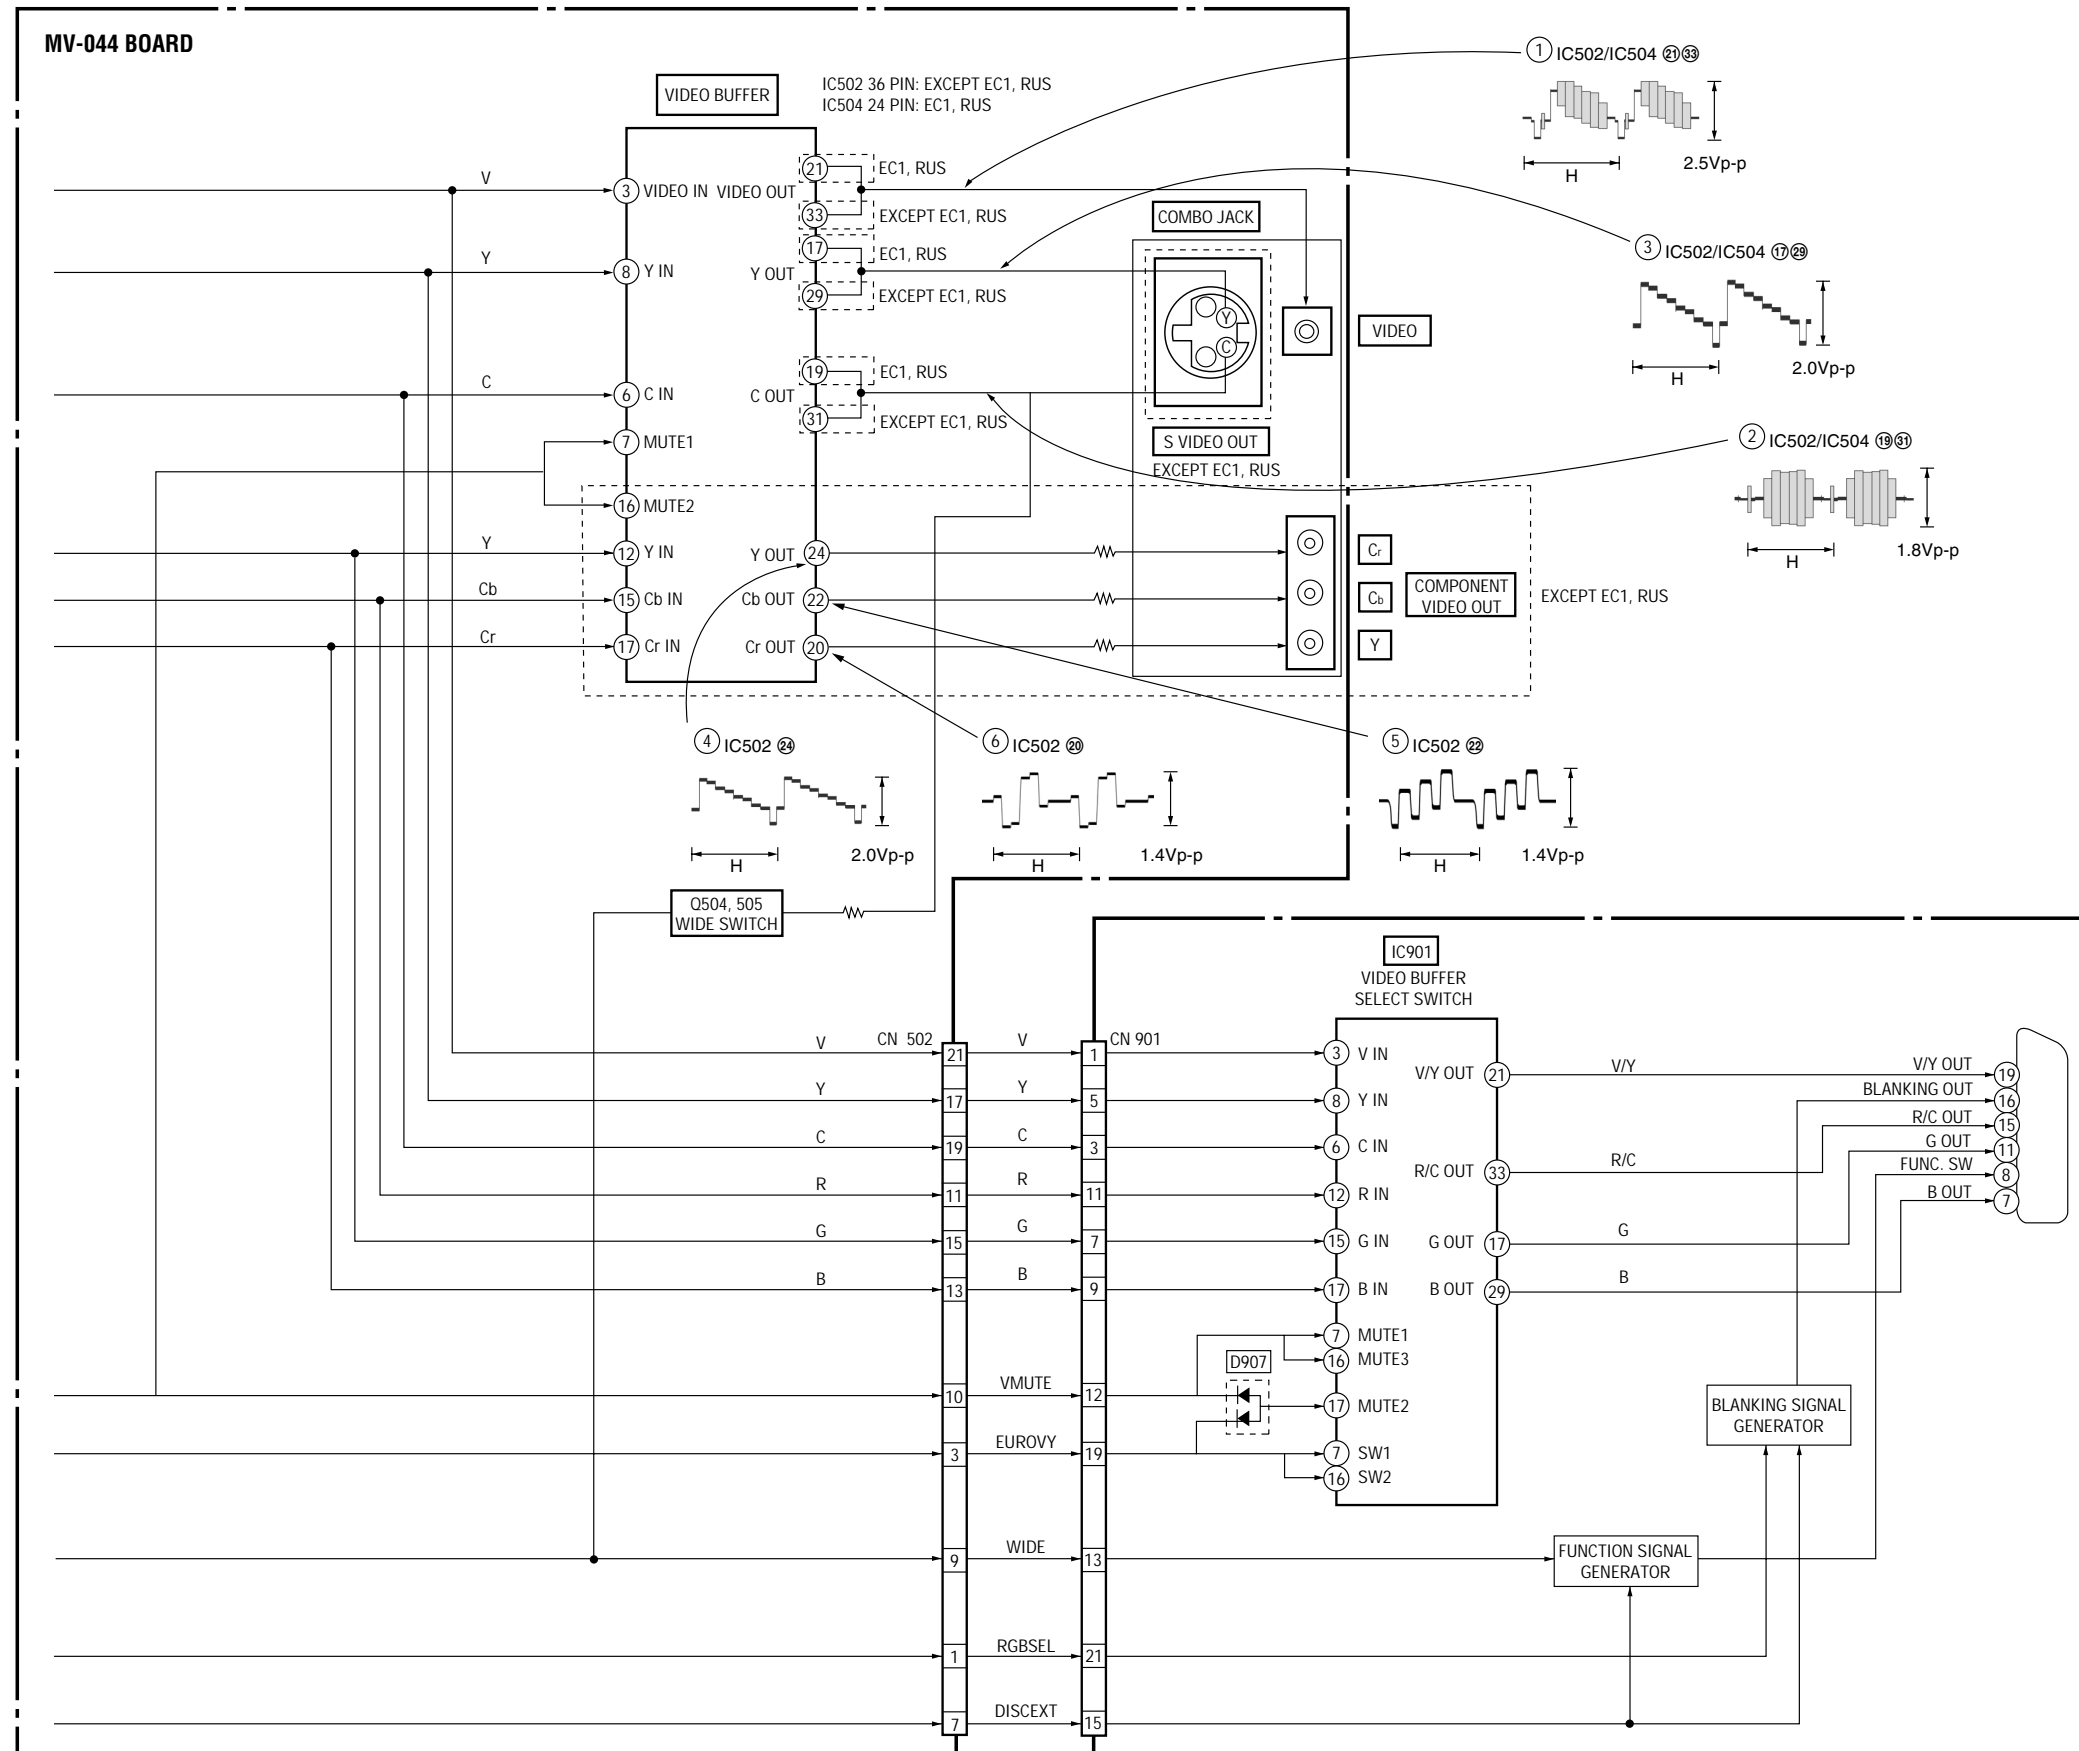 MV-044 BOARD
VIDEO BUFFER
IC502 36 PIN: EXCEPT EC1, RUS
IC504 24 PIN: EC1, RUS
1 IC502/IC504 21 33
H
2.5Vp-p
V
3 VIDEO IN VIDEO OUT
21 EC1, RUS
33 EXCEPT EC1, RUS
Y
8 Y IN Y OUT
17 EC1, RUS
29 EXCEPT EC1, RUS
COMBO JACK
Y
C
VIDEO
3 IC502/IC504 17 29
H
2.0Vp-p
C
6 C IN C OUT
19 EC1, RUS
31 EXCEPT EC1, RUS
7 MUTE1
S VIDEO OUT
EXCEPT EC1, RUS
2 IC502/IC504 19 31
H
1.8Vp-p
16 MUTE2
Y
12 Y IN Y OUT 24
Cb
15 Cb IN Cb OUT 22
Cr
17 Cr IN Cr OUT 20
Cr
Cb
Y
COMPONENT
VIDEO OUT
EXCEPT EC1, RUS
4 IC502 24
H
2.0Vp-p
6 IC502 20
H
1.4Vp-p
5 IC502 22
H
1.4Vp-p
Q504, 505
WIDE SWITCH
IC901
VIDEO BUFFER
SELECT SWITCH
CN 502
CN 901
V 21 V 1 3 V IN
Y 17 Y 5 8 Y IN
C 19 C 3 6 C IN
R 11 R 11 12 R IN
G 15 G 7 15 G IN
B 13 B 9 17 B IN
V/Y OUT 21 V/Y
R/C OUT 33 R/C
G OUT 17 G
B OUT 29 B
V/Y OUT 19
BLANKING OUT 16
R/C OUT 15
G OUT 11
FUNC. SW 8
B OUT 7
7 MUTE1
16 MUTE3
D907
10 VMUTE 12
17 MUTE2
3 EUROVY 19
7 SW1
16 SW2
BLANKING SIGNAL
GENERATOR
9 WIDE 13
FUNCTION SIGNAL
GENERATOR
1 RGBSEL 21
7 DISCEXT 15